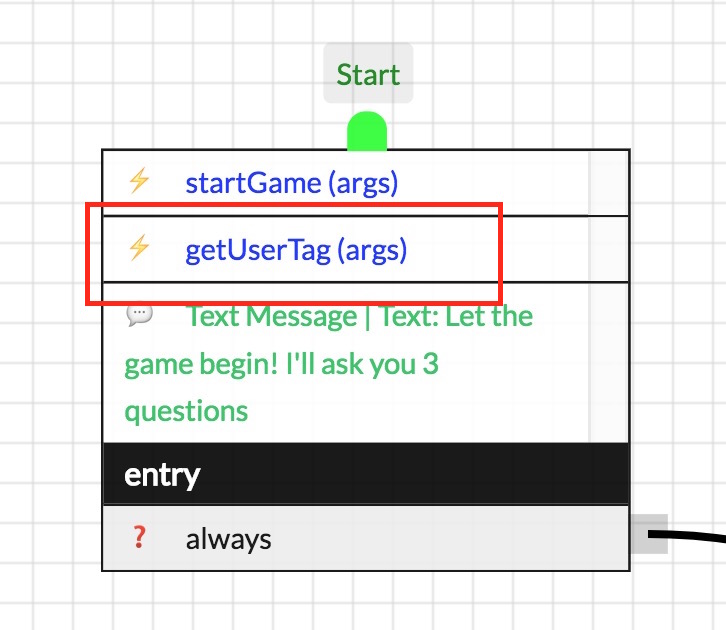 Start
startGame (args)
getUserTag (args)
Text Message | Text: Let the
game begin! I'll ask you 3
questions
entry
always